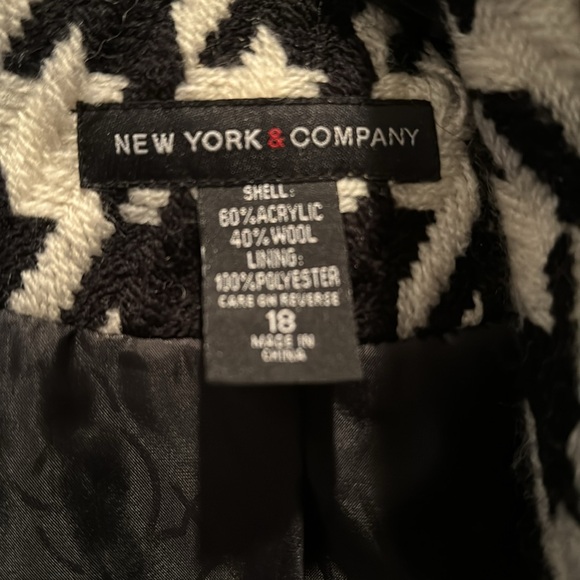 NEW YORK & COMPANY
SHELL:
60% ACRYLIC
40% WOOL
LINING:
100% POLYESTER
CARE ON REVERSE
18
MADE IN
CHINA